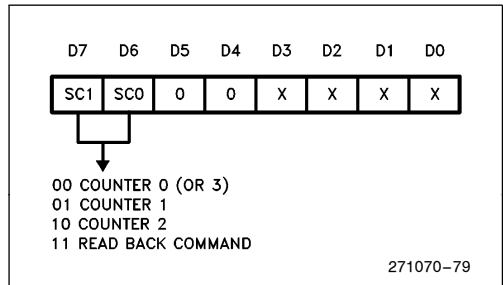 D7 D6 D5 D4 D3 D2 D1 D0
SC1 SC0 0 0 X X X X
00 COUNTER 0 (OR 3)
01 COUNTER 1
10 COUNTER 2
11 READ BACK COMMAND
271070–79